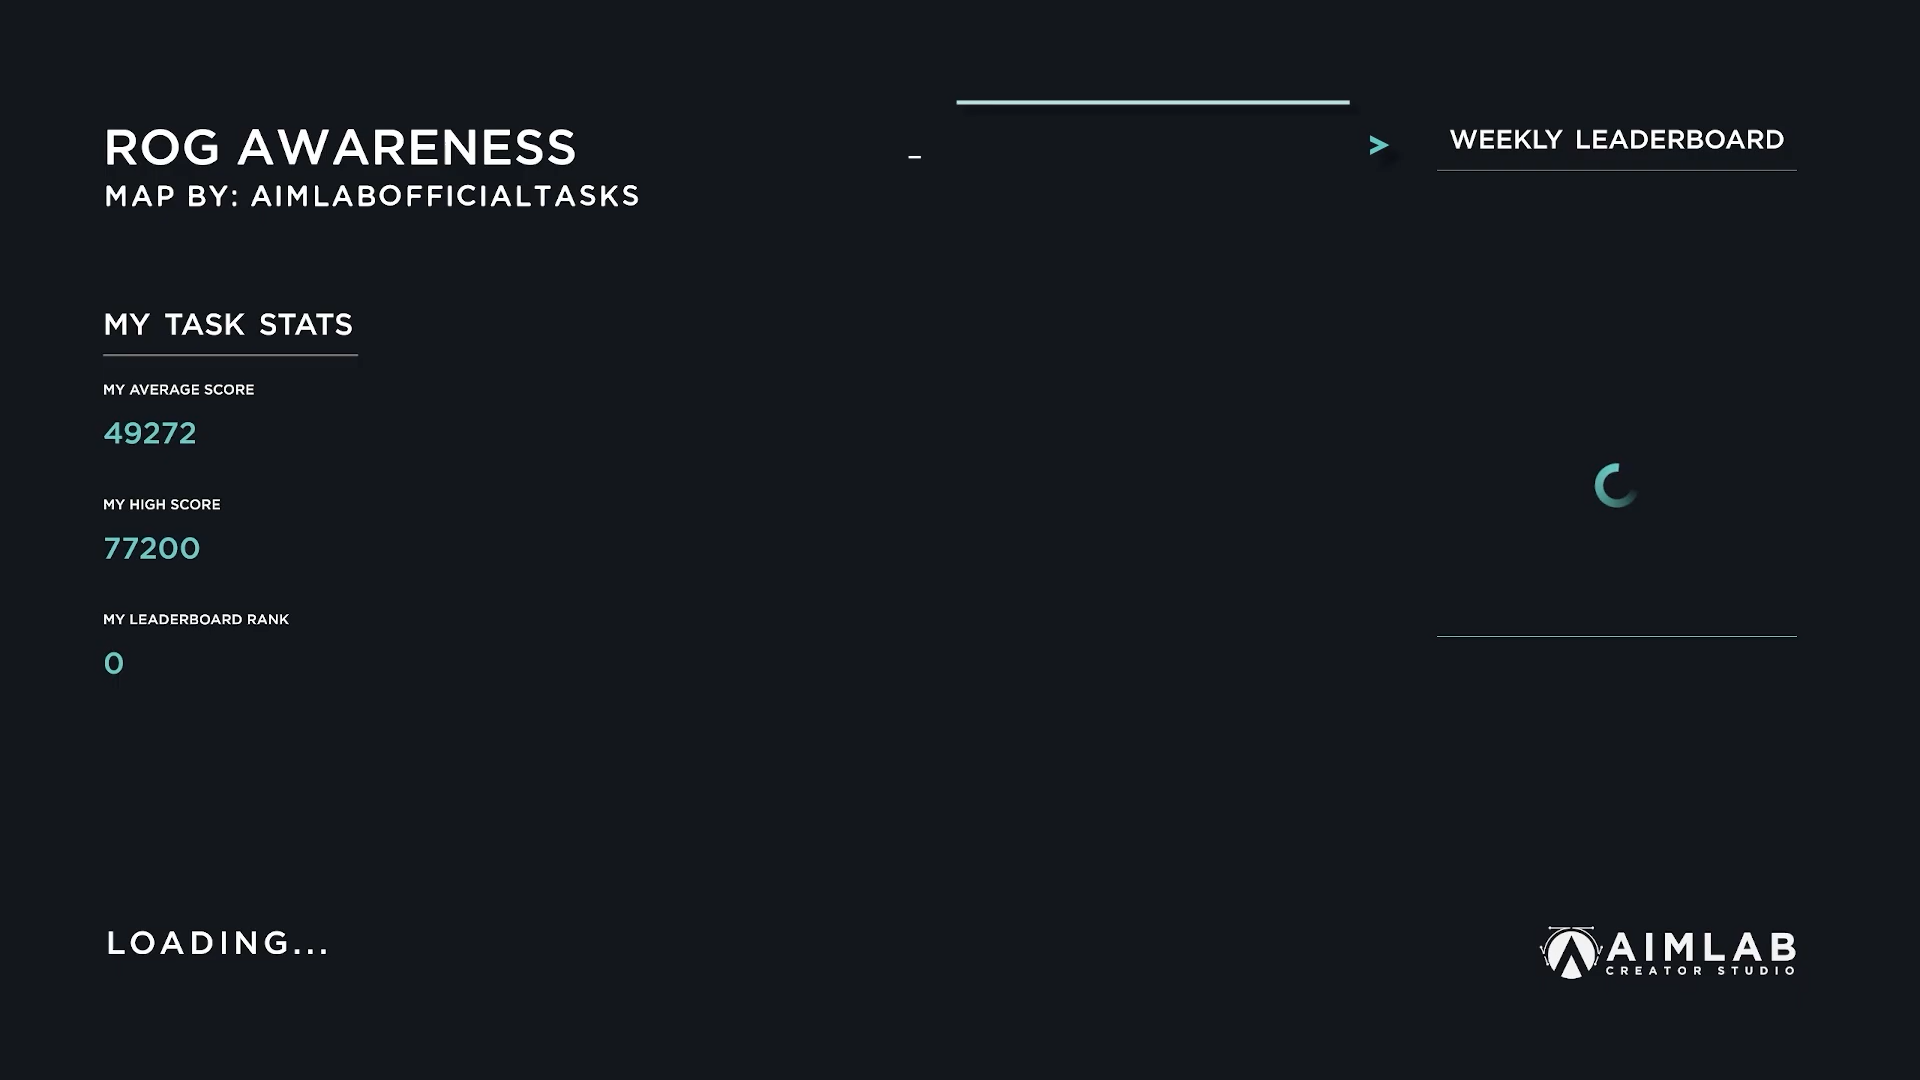 ROG AWARENESS
MAP BY: AIMLABOFFICIALTASKS
MY TASK STATS
MY AVERAGE SCORE
49272
MY HIGH SCORE
77200
MY LEADERBOARD RANK
0
LOADING...
–
>
WEEKLY LEADERBOARD
AIMLAB
CREATOR STUDIO